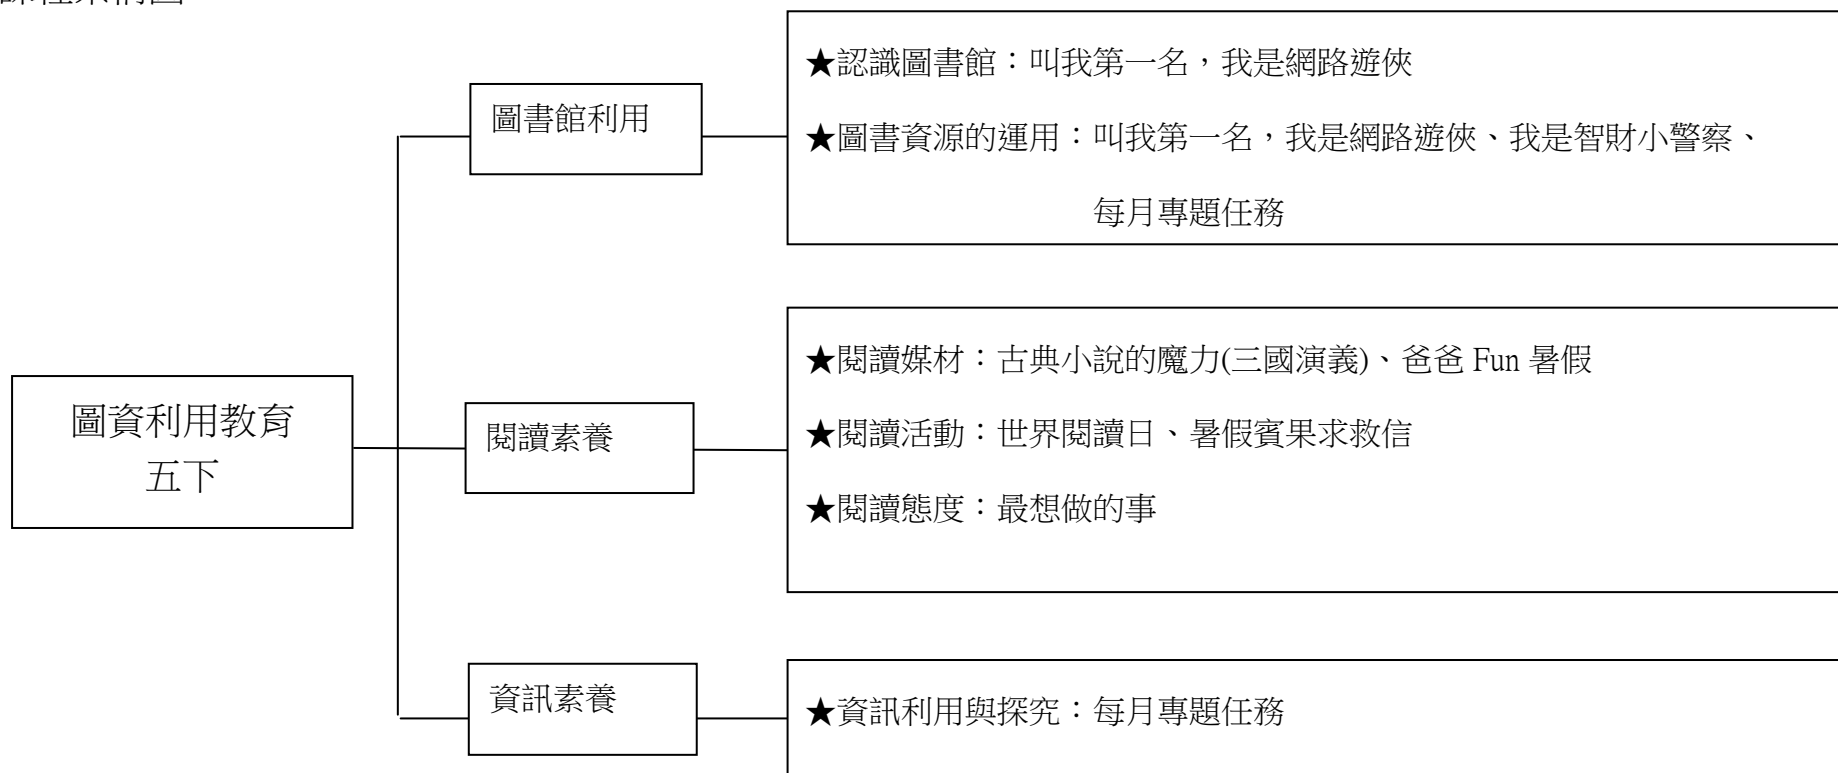 圖書館利用
★認識圖書館：叫我第一名，我是網路遊俠
★圖書資源的運用：叫我第一名，我是網路遊俠、我是智財小警察、
每月專題任務
圖資利用教育
五下
閱讀素養
★閱讀媒材：古典小說的魔力(三國演義)、爸爸 Fun 暑假
★閱讀活動：世界閱讀日、暑假賓果求救信
★閱讀態度：最想做的事
資訊素養
★資訊利用與探究：每月專題任務